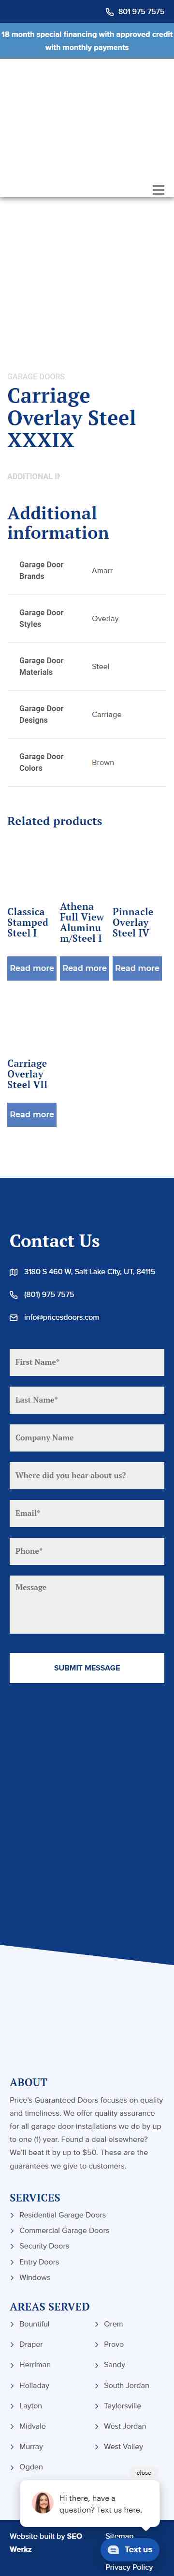 801 975 7575
18 month special financing with approved credit
with monthly payments
GARAGE DOORS
Carriage
Overlay Steel
XXXIX
ADDITIONAL
Additional
information
Garage Door
Brands
Amarr
Garage Door
Styles
Overlay
Garage Door
Materials
Steel
Garage Door
Designs
Carriage
Garage Door
Colors
Brown
Related products
Classica
Stamped
Steel I
Read more
Athena
Full View
Aluminu
m/Steel I
Read more
Pinnacle
Overlay
Steel IV
Read more
Carriage
Overlay
Steel VII
Read more
Contact Us
3180 S 460 W, Salt Lake City, UT, 84115
(801) 975 7575
info@pricesdoors.com
First Name*
Last Name*
Company Name
Where did you hear about us?
Email*
Phone*
Message
SUBMIT MESSAGE
ABOUT
Price's Guaranteed Doors focuses on quality
and timeliness. We offer quality assurance
for all garage door installations we do by up
to one (1) year. Found a deal elsewhere?
We'll beat it by up to $50. These are the
guarantees we give to customers.
SERVICES
Residential Garage Doors
Commercial Garage Doors
Security Doors
Entry Doors
Windows
AREAS SERVED
Bountiful
Orem
Draper
Provo
Herriman
Sandy
Holladay
South Jordan
Layton
Taylorsville
Midvale
West Jordan
Murray
West Valley
Ogden
close
Hi there, have a
question? Text us here.
Website built by SEO
Werkz
Sitemap
Text us
Privacy Policy